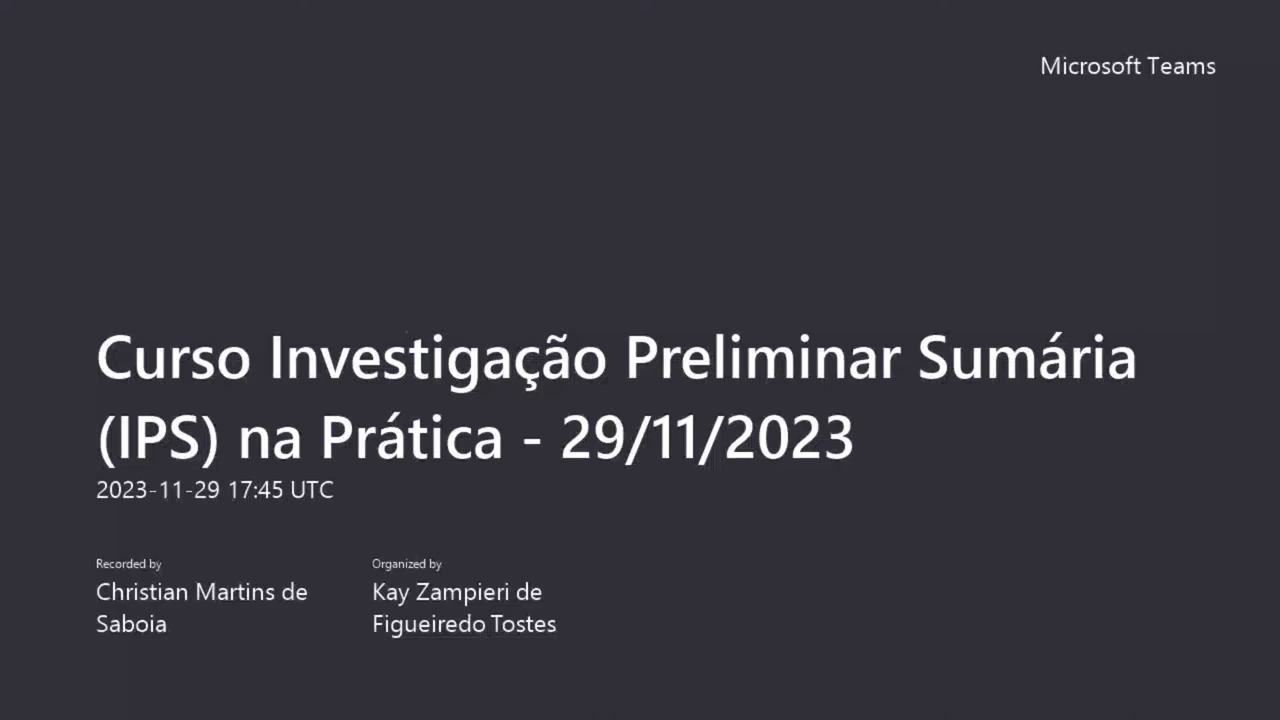 Microsoft Teams
Curso Investigação Preliminar Sumária
(IPS) na Prática - 29/11/2023
2023-11-29 17:45 UTC
Recorded by
Christian Martins de
Saboia
Organized by
Kay Zampieri de
Figueiredo Tostes